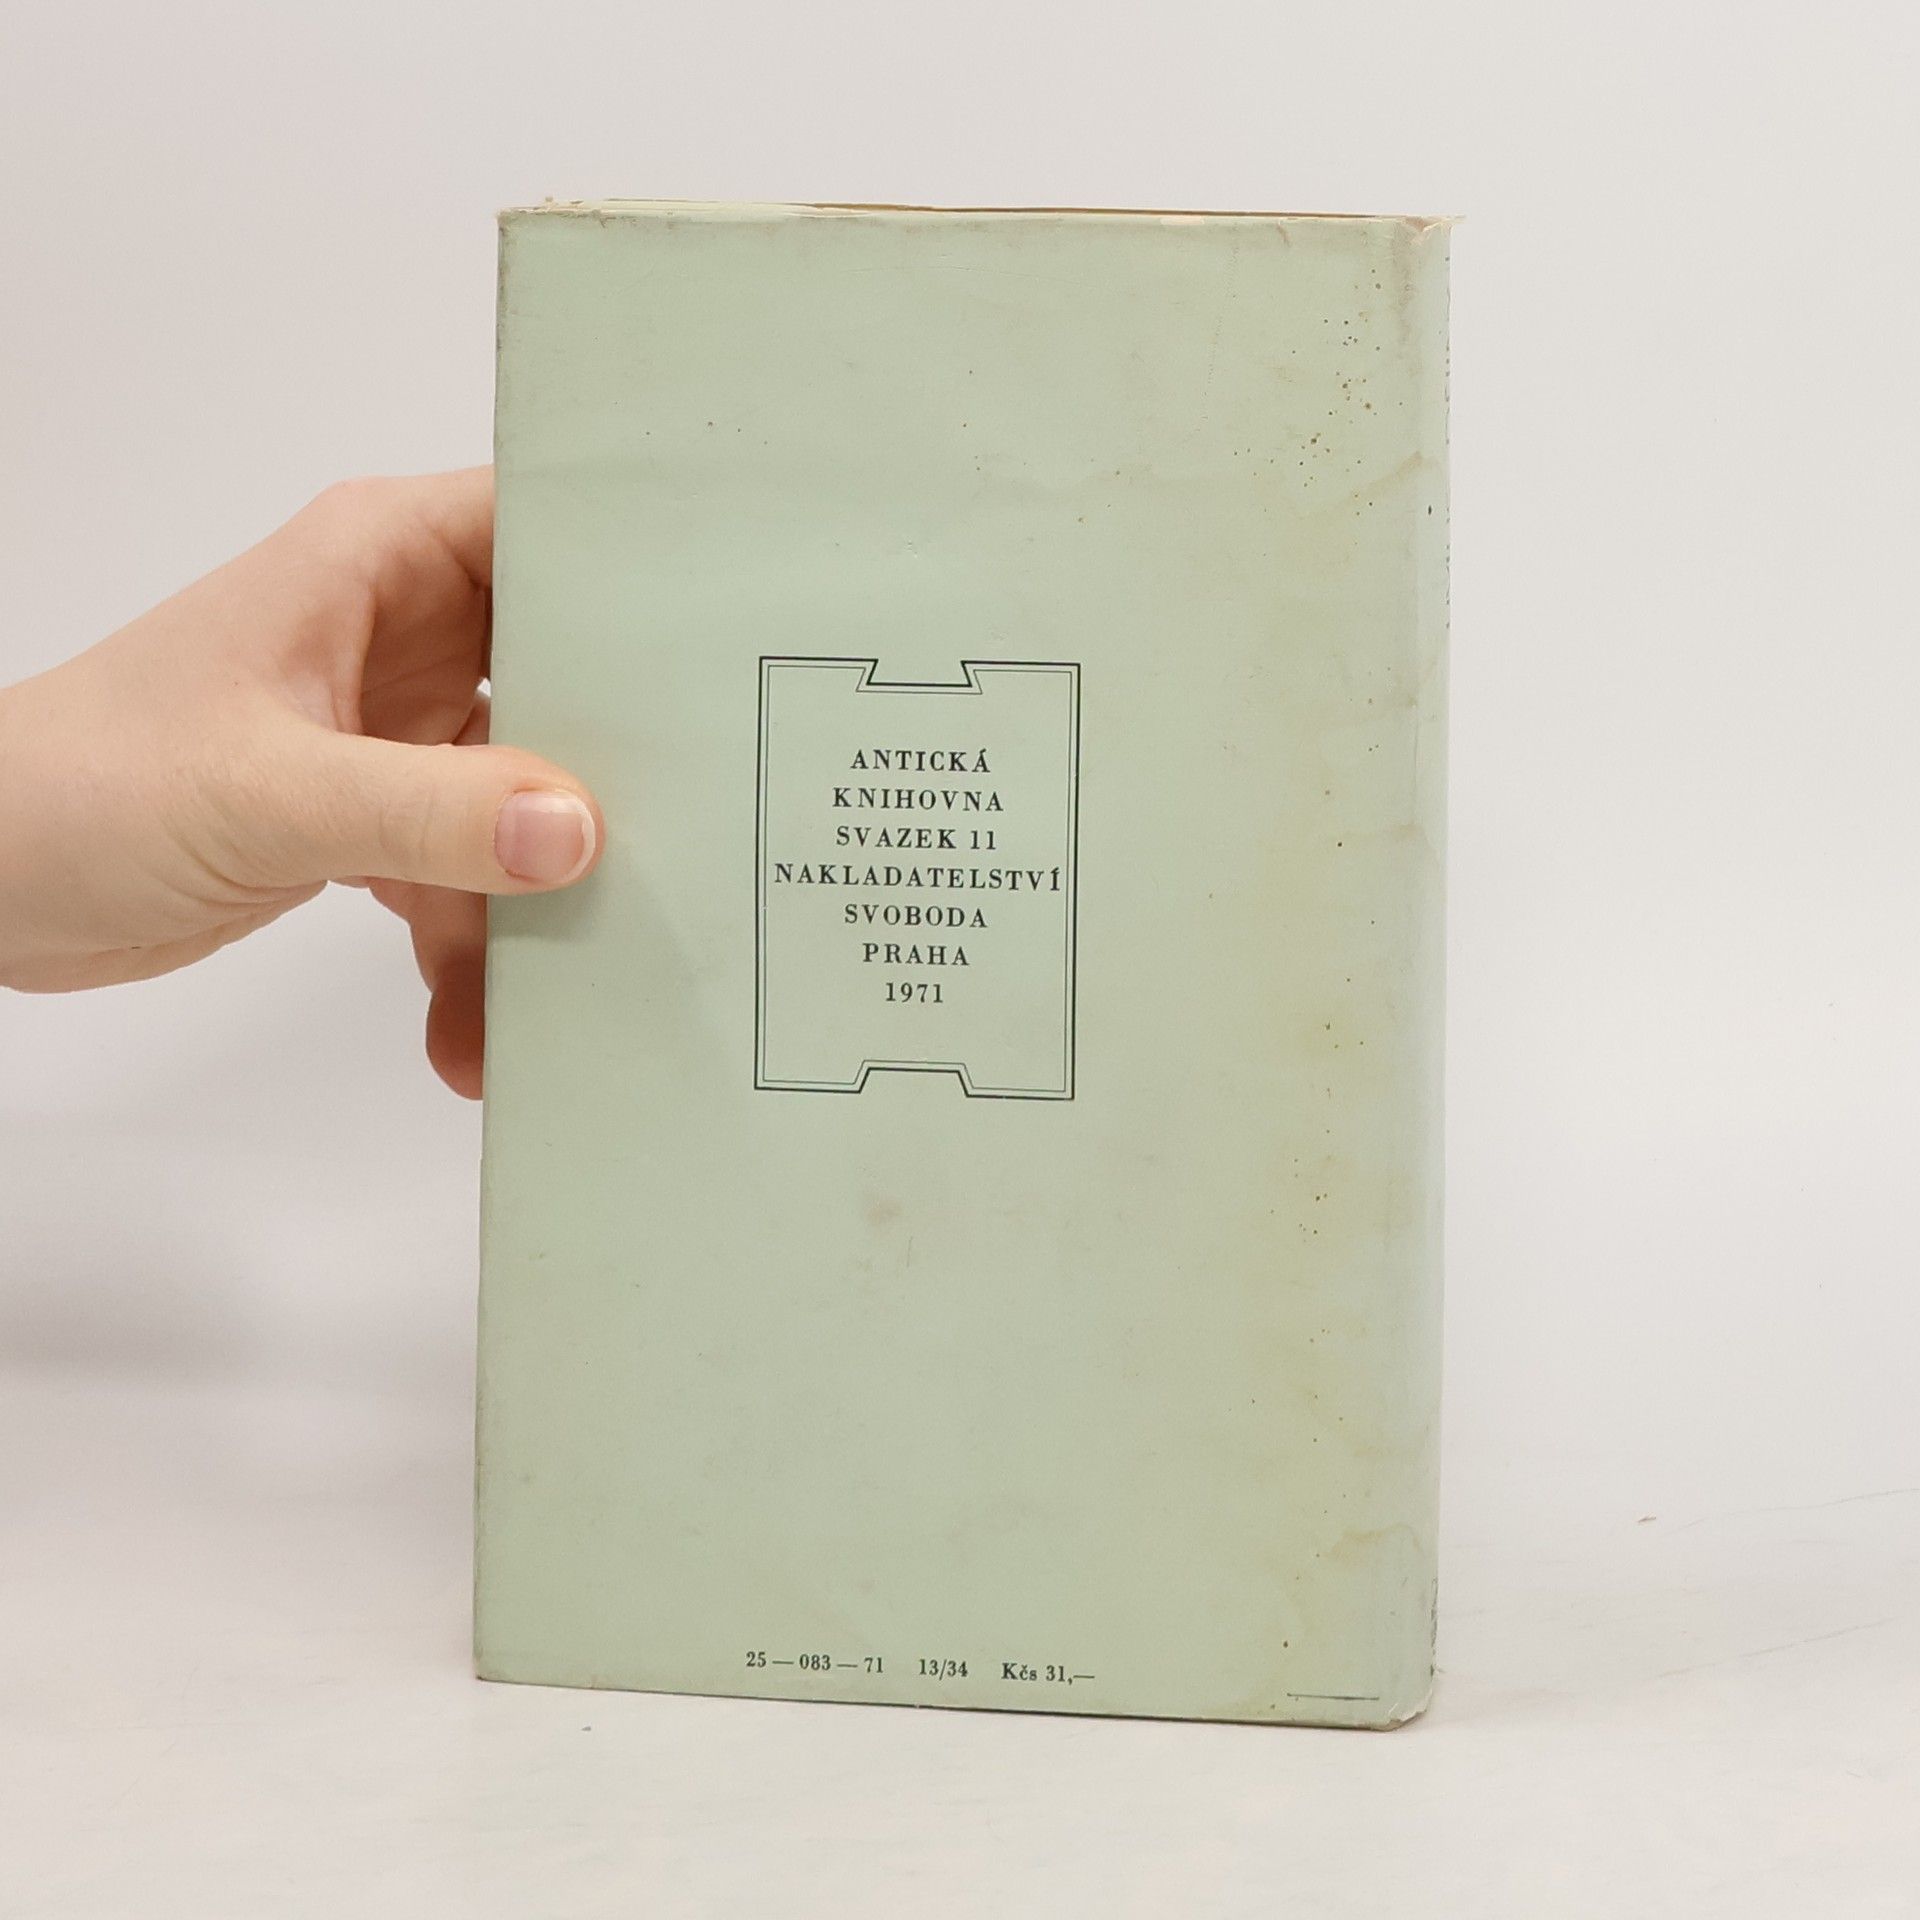 ANTICKÁ
KNIHOVNA
SVAZEK 11
NAKLADATELSTVÍ
SVOBODA
PRAHA
1971
25 — 083 — 71 13/34 Kčs 31,—